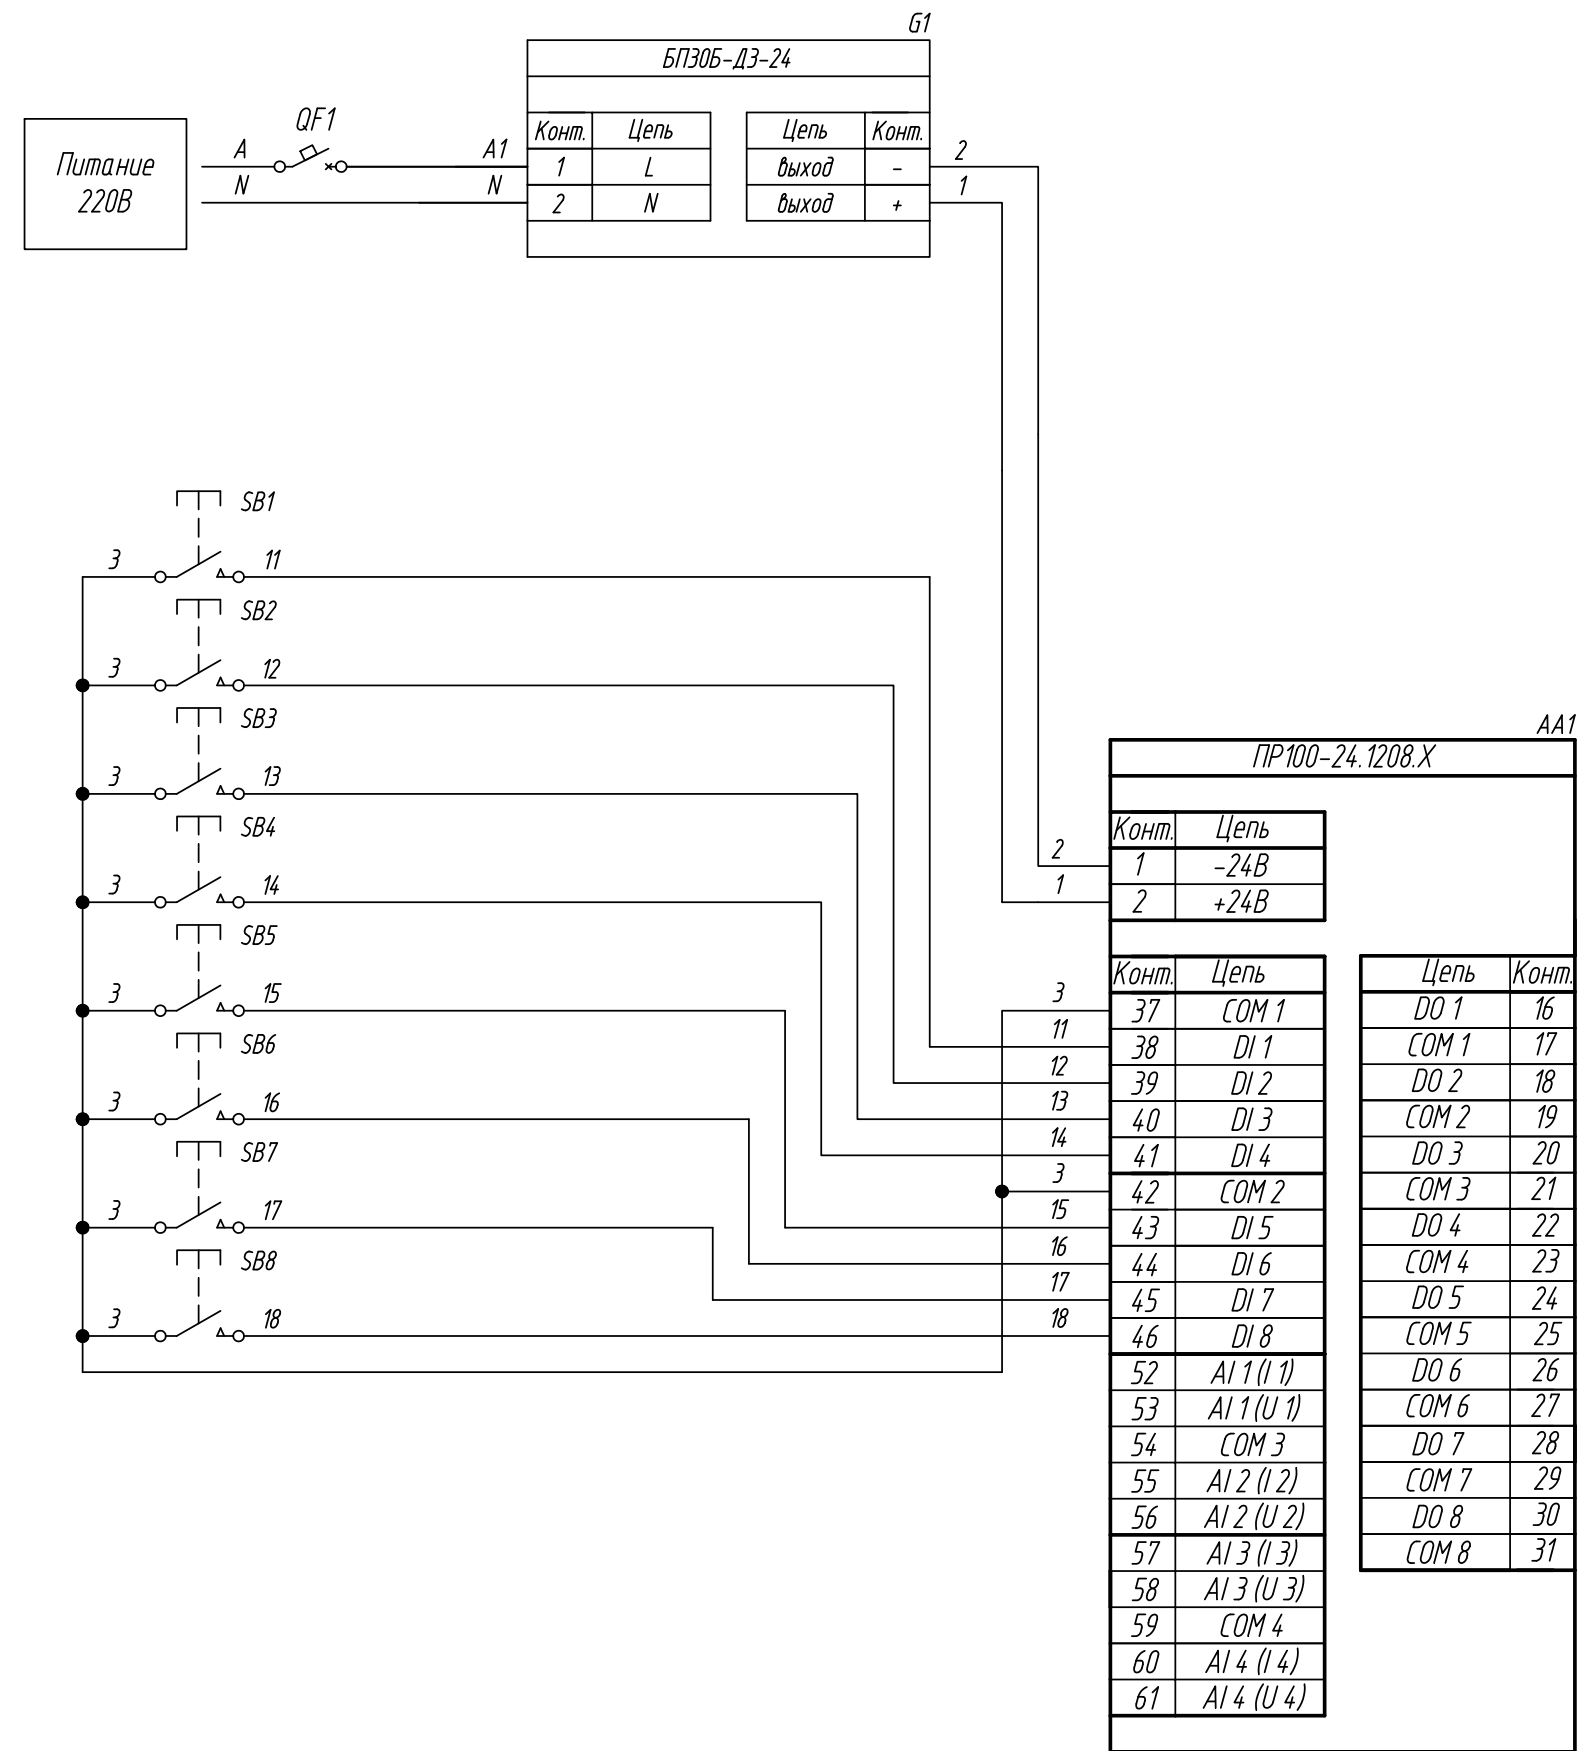 G1
БП30Б-Д3-24
Питание
220В
QF1
A
N
A1
N
Конт. Цепь
1 L
2 N
Цепь Конт.
выход -
выход +
2
1
SB1
3 11
SB2
3 12
SB3
3 13
SB4
3 14
SB5
3 15
SB6
3 16
SB7
3 17
SB8
3 18
AA1
ПР100-24.1208.X
Конт. Цепь
2 1 -24В
1 2 +24В
Конт. Цепь
3 37 COM 1
11 38 DI 1
12 39 DI 2
13 40 DI 3
14 41 DI 4
3 42 COM 2
15 43 DI 5
16 44 DI 6
17 45 DI 7
18 46 DI 8
52 AI 1 (I 1)
53 AI 1 (U 1)
54 COM 3
55 AI 2 (I 2)
56 AI 2 (U 2)
57 AI 3 (I 3)
58 AI 3 (U 3)
59 COM 4
60 AI 4 (I 4)
61 AI 4 (U 4)
Цепь Конт.
DO 1 16
COM 1 17
DO 2 18
COM 2 19
DO 3 20
COM 3 21
DO 4 22
COM 4 23
DO 5 24
COM 5 25
DO 6 26
COM 6 27
DO 7 28
COM 7 29
DO 8 30
COM 8 31